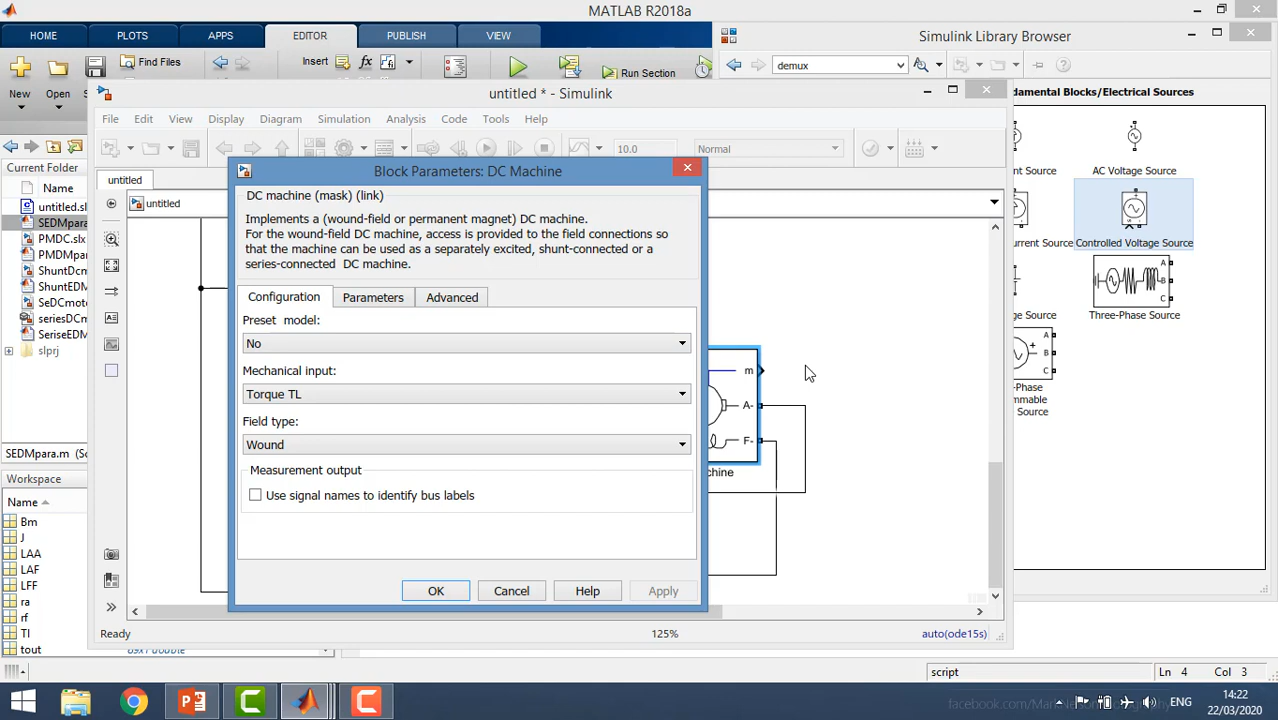 MATLAB R2018a
HOME
PLOTS
APPS
EDITOR
PUBLISH
VIEW
Simulink Library Browser
New
Open
Find Files
Insert
fx
Run Section
demux
untitled * - Simulink
File
Edit
View
Display
Diagram
Simulation
Analysis
Code
Tools
Help
10.0
Normal
Current Folder
Name
untitled.sl
SEDMpara
PMDC.slx
PMDMpara
ShuntDcm
ShuntEDM
SeDCmoto
seriesDCm
SeriseEDM
slprj
SEDMpara.m
Workspace
Name
Bm
J
LAA
LAF
LFF
ra
rf
Tl
tout
untitled
untitled
Block Parameters: DC Machine
DC machine (mask) (link)
Implements a (wound-field or permanent magnet) DC machine.
For the wound-field DC machine, access is provided to the field connections so
that the machine can be used as a separately excited, shunt-connected or a
series-connected DC machine.
Configuration
Parameters
Advanced
Preset model:
No
Mechanical input:
Torque TL
Field type:
Wound
Measurement output
Use signal names to identify bus labels
OK
Cancel
Help
Apply
m
A-
F-
Ready
125%
auto(ode15s)
damental Blocks/Electrical Sources
AC Voltage Source
Controlled Voltage Source
A
B
C
Three-Phase Source
A
B
C
script
Ln 4 Col 3
ENG
14:22
22/03/2020